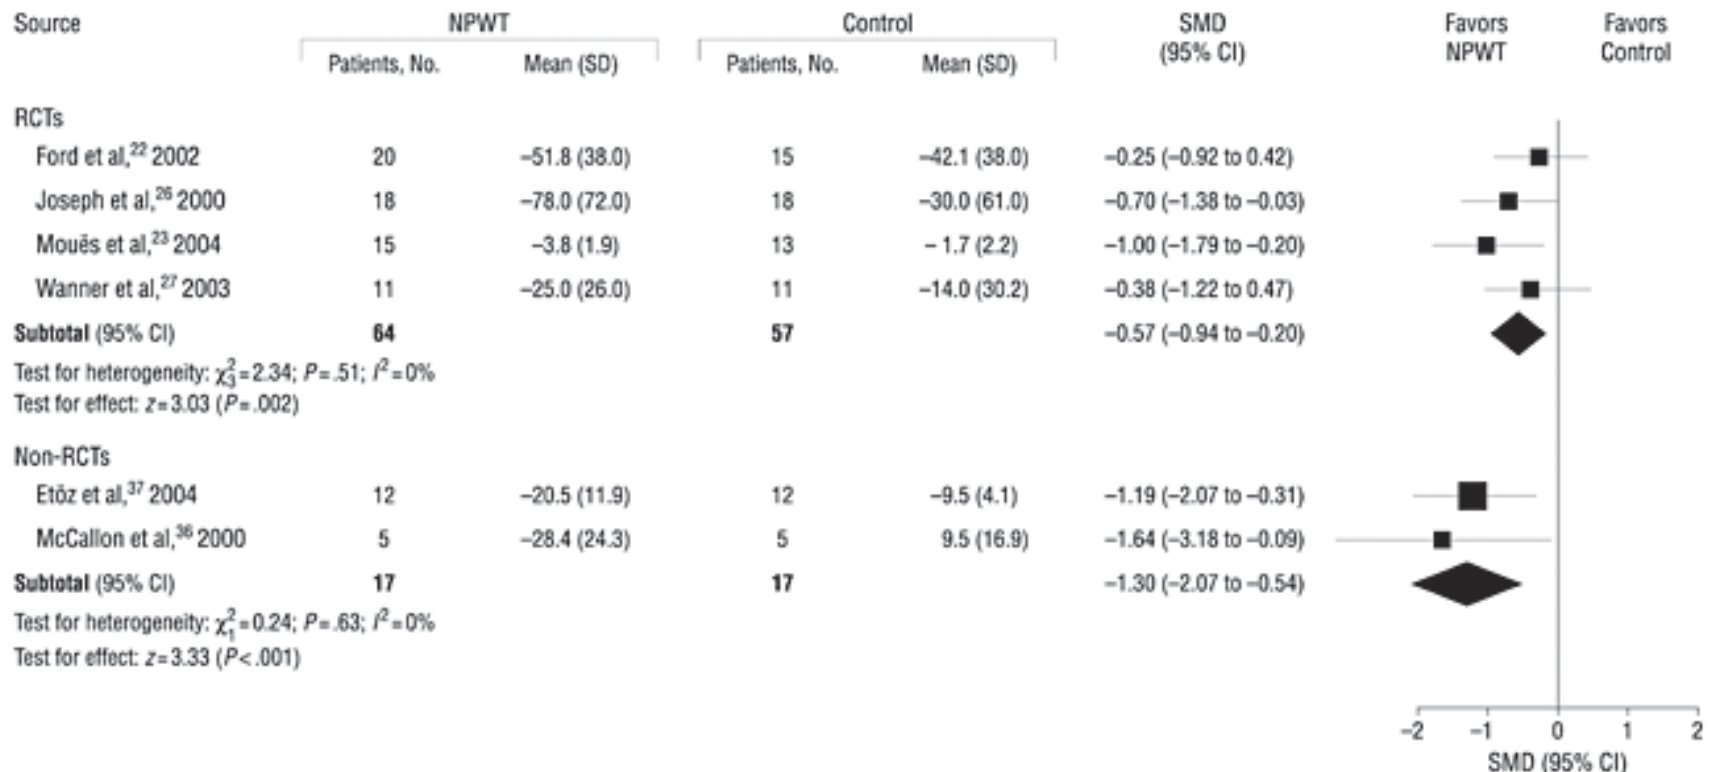 Source NPWT Control SMD (95% CI) Favors NPWT Favors Control
Patients, No. Mean (SD) Patients, No. Mean (SD)
RCTs
Ford et al,22 2002 20 –51.8 (38.0) 15 –42.1 (38.0) –0.25 (–0.92 to 0.42)
Joseph et al,26 2000 18 –78.0 (72.0) 18 –30.0 (61.0) –0.70 (–1.38 to –0.03)
Mouës et al,23 2004 15 –3.8 (1.9) 13 – 1.7 (2.2) –1.00 (–1.79 to –0.20)
Wanner et al,27 2003 11 –25.0 (26.0) 11 –14.0 (30.2) –0.38 (–1.22 to 0.47)
Subtotal (95% CI) 64 57 –0.57 (–0.94 to –0.20)
Test for heterogeneity: χ²₃=2.34; P=.51; I²=0%
Test for effect: z=3.03 (P=.002)
Non-RCTs
Etöz et al,37 2004 12 –20.5 (11.9) 12 –9.5 (4.1) –1.19 (–2.07 to –0.31)
McCallon et al,36 2000 5 –28.4 (24.3) 5 9.5 (16.9) –1.64 (–3.18 to –0.09)
Subtotal (95% CI) 17 17 –1.30 (–2.07 to –0.54)
Test for heterogeneity: χ²₁=0.24; P=.63; I²=0%
Test for effect: z=3.33 (P<.001)
–2 –1 0 1 2
SMD (95% CI)